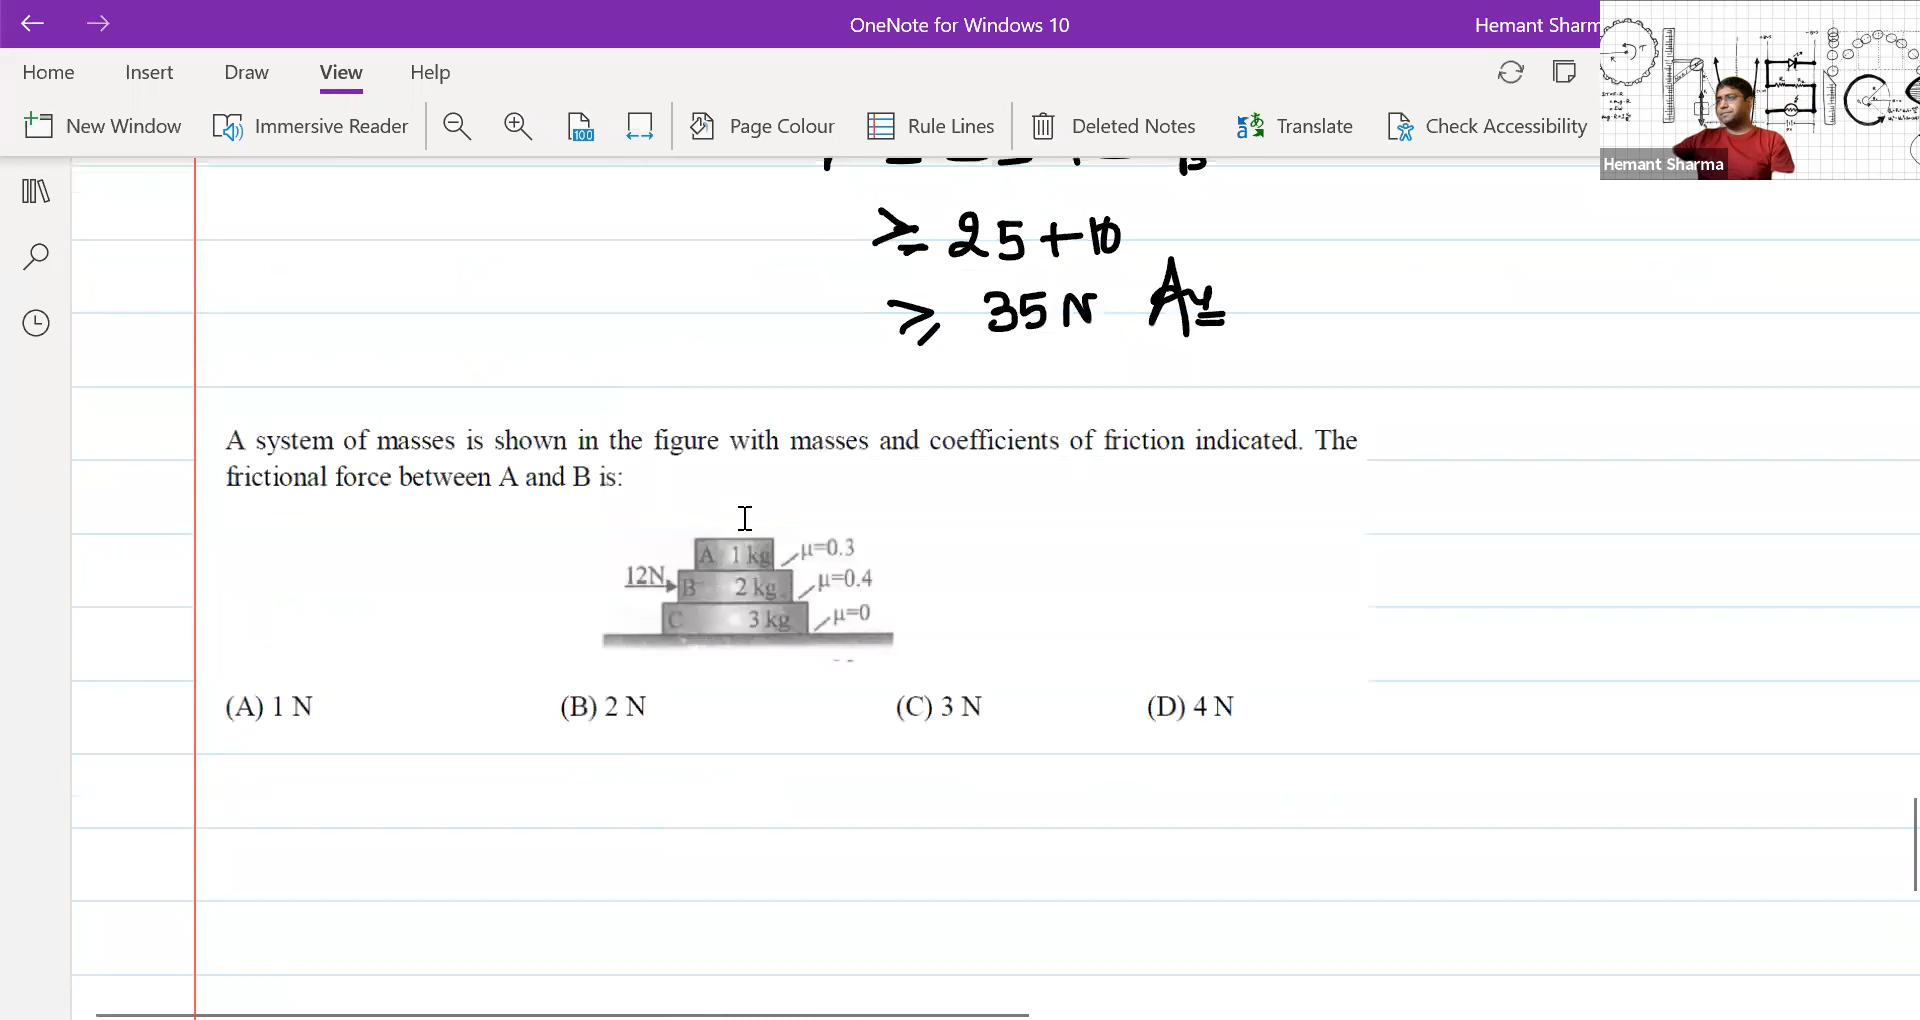 OneNote for Windows 10
Hemant Sharm
Home Insert Draw View Help
New Window Immersive Reader 100 Page Colour Rule Lines Deleted Notes Translate Check Accessibility
Hemant Sharma
≥ 25+10
≥ 35 N
A system of masses is shown in the figure with masses and coefficients of friction indicated. The
frictional force between A and B is:
A 1 kg μ=0.3
12N B 2 kg μ=0.4
C 3 kg μ=0
(A) 1 N (B) 2 N (C) 3 N (D) 4 N